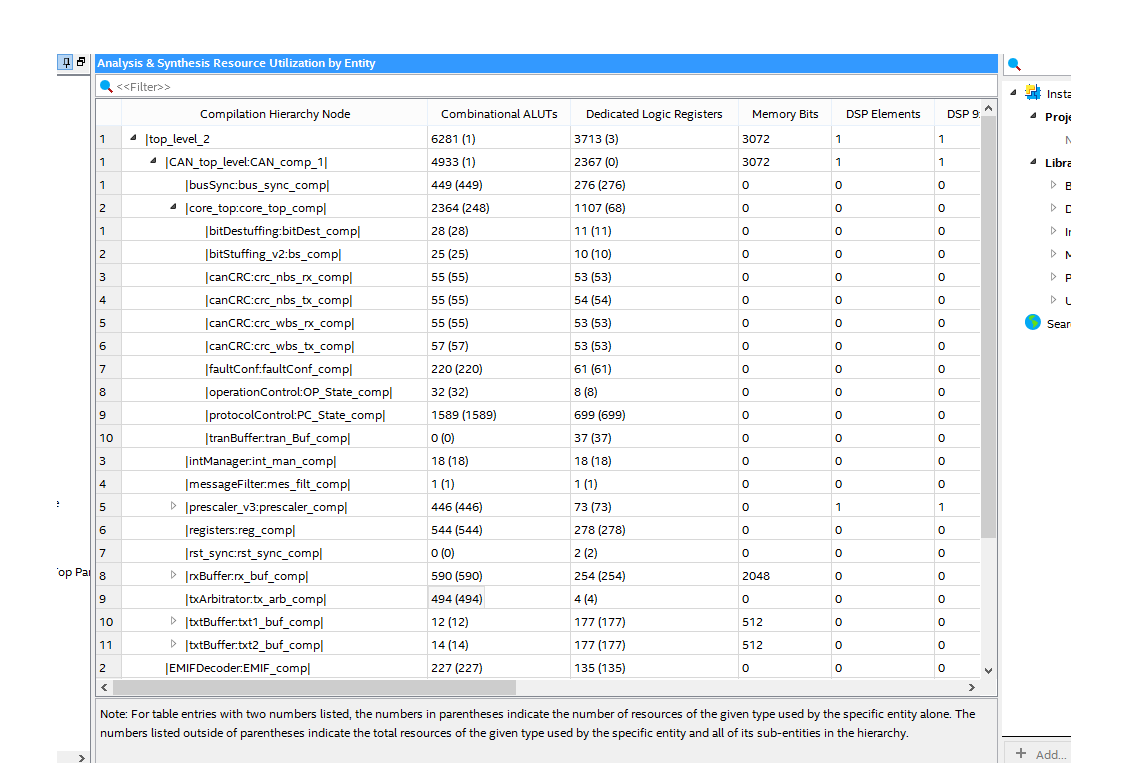 Analysis & Synthesis Resource Utilization by Entity
<<Filter>>
Compilation Hierarchy Node Combinational ALUTs Dedicated Logic Registers Memory Bits DSP Elements DSP 9
1 |top_level_2 6281 (1) 3713 (3) 3072 1 1
1 |CAN_top_level:CAN_comp_1| 4933 (1) 2367 (0) 3072 1 1
1 |busSync:bus_sync_comp| 449 (449) 276 (276) 0 0 0
2 |core_top:core_top_comp| 2364 (248) 1107 (68) 0 0 0
1 |bitDestuffing:bitDest_comp| 28 (28) 11 (11) 0 0 0
2 |bitStuffing_v2:bs_comp| 25 (25) 10 (10) 0 0 0
3 |canCRC:crc_nbs_rx_comp| 55 (55) 53 (53) 0 0 0
4 |canCRC:crc_nbs_tx_comp| 55 (55) 54 (54) 0 0 0
5 |canCRC:crc_wbs_rx_comp| 55 (55) 53 (53) 0 0 0
6 |canCRC:crc_wbs_tx_comp| 57 (57) 53 (53) 0 0 0
7 |faultConf:faultConf_comp| 220 (220) 61 (61) 0 0 0
8 |operationControl:OP_State_comp| 32 (32) 8 (8) 0 0 0
9 |protocolControl:PC_State_comp| 1589 (1589) 699 (699) 0 0 0
10 |tranBuffer:tran_Buf_comp| 0 (0) 37 (37) 0 0 0
3 |intManager:int_man_comp| 18 (18) 18 (18) 0 0 0
4 |messageFilter:mes_filt_comp| 1 (1) 1 (1) 0 0 0
5 |prescaler_v3:prescaler_comp| 446 (446) 73 (73) 0 1 1
6 |registers:reg_comp| 544 (544) 278 (278) 0 0 0
7 |rst_sync:rst_sync_comp| 0 (0) 2 (2) 0 0 0
8 |rxBuffer:rx_buf_comp| 590 (590) 254 (254) 2048 0 0
9 |txArbitrator:tx_arb_comp| 494 (494) 4 (4) 0 0 0
10 |txtBuffer:txt1_buf_comp| 12 (12) 177 (177) 512 0 0
11 |txtBuffer:txt2_buf_comp| 14 (14) 177 (177) 512 0 0
2 |EMIFDecoder:EMIF_comp| 227 (227) 135 (135) 0 0 0
Note: For table entries with two numbers listed, the numbers in parentheses indicate the number of resources of the given type used by the specific entity alone. The
numbers listed outside of parentheses indicate the total resources of the given type used by the specific entity and all of its sub-entities in the hierarchy.
op Par
Insta
Proje
Libra
Sear
+ Add...